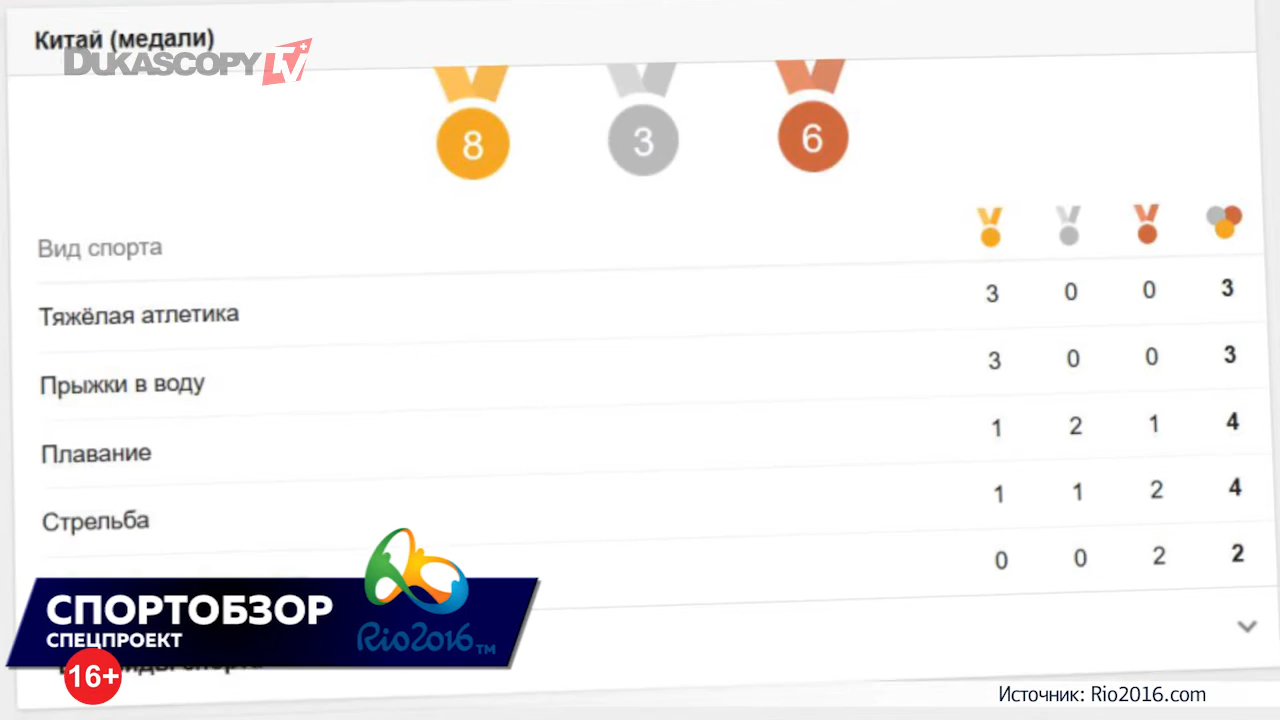 Китай (медали)
DUKASCOPY TV
8 3 6
Вид спорта
Тяжёлая атлетика 3 0 0 3
Прыжки в воду 3 0 0 3
Плавание 1 2 1 4
Стрельба 1 1 2 4
0 0 2 2
СПОРТОБЗОР
СПЕЦПРОЕКТ
Rio2016™
16+
Источник: Rio2016.com